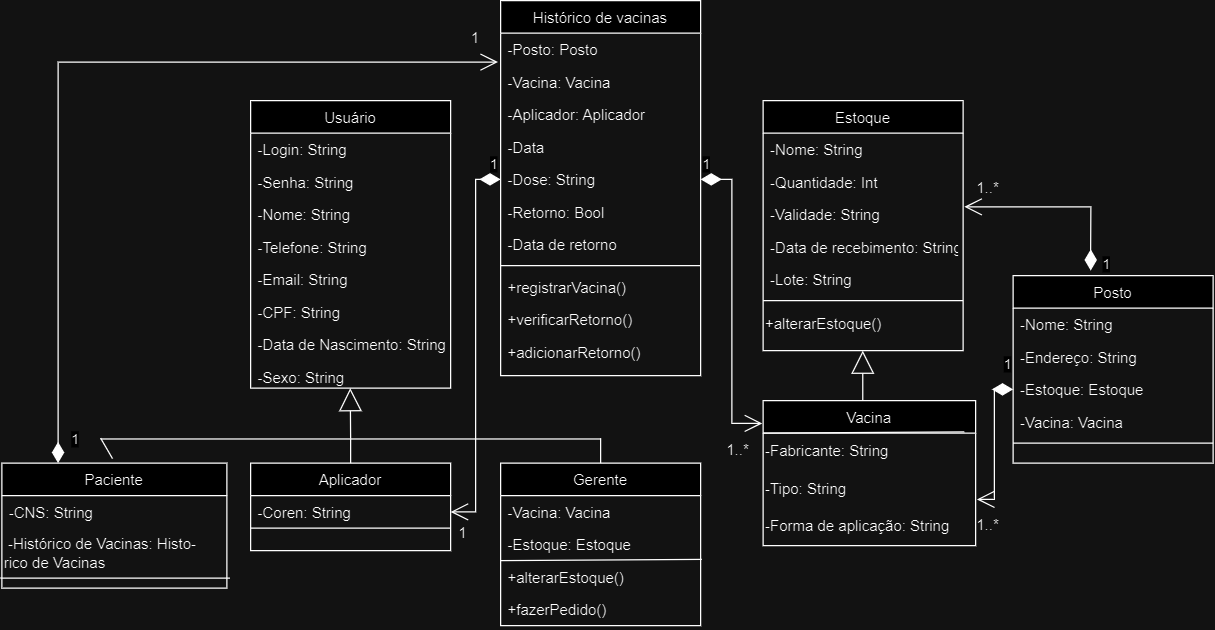 Histórico de vacinas
-Posto: Posto
-Vacina: Vacina
-Aplicador: Aplicador
-Data
-Dose: String
-Retorno: Bool
-Data de retorno
+registrarVacina()
+verificarRetorno()
+adicionarRetorno()
1
1
1
Usuário
-Login: String
-Senha: String
-Nome: String
-Telefone: String
-Email: String
-CPF: String
-Data de Nascimento: String
-Sexo: String
Estoque
-Nome: String
-Quantidade: Int
-Validade: String
-Data de recebimento: String
-Lote: String
+alterarEstoque()
1..*
1
Posto
-Nome: String
-Endereço: String
-Estoque: Estoque
-Vacina: Vacina
1
1..*
Vacina
-Fabricante: String
-Tipo: String
-Forma de aplicação: String
1..*
1
Paciente
-CNS: String
-Histórico de Vacinas: Histo-
rico de Vacinas
Aplicador
-Coren: String
1
Gerente
-Vacina: Vacina
-Estoque: Estoque
+alterarEstoque()
+fazerPedido()